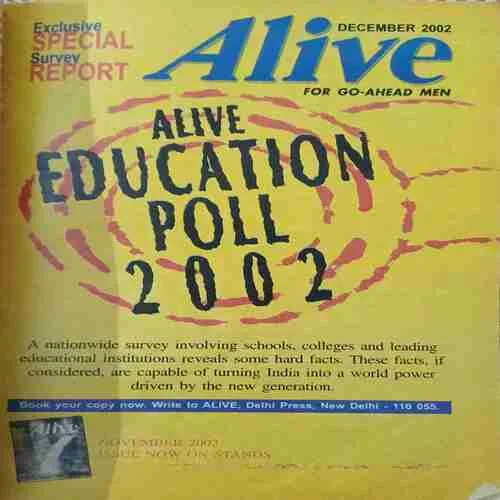 Exclusive
SPECIAL
Survey
REPORT
DECEMBER 2002
Alive
FOR GO-AHEAD MEN
ALIVE
EDUCATION
POLL
2002
A nationwide survey involving schools, colleges and leading
educational institutions reveals some hard facts. These facts, if
considered, are capable of turning India into a world power
driven by the new generation.
Book your copy now. Write to ALIVE, Delhi Press, New Delhi - 110 055.
Alive
NOVEMBER 2002
ISSUE NOW ON STANDS